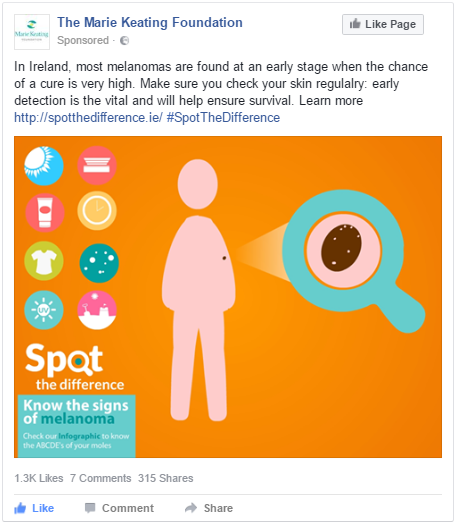 The Marie Keating Foundation
Sponsored ·
Like Page
Marie Keating
In Ireland, most melanomas are found at an early stage when the chance
of a cure is very high. Make sure you check your skin regulalry: early
detection is the vital and will help ensure survival. Learn more
http://spotthedifference.ie/ #SpotTheDifference
UV
Spot
the difference
Know the signs
of melanoma
Check our Infographic to know
the ABCDE's of your moles
1.3K Likes 7 Comments 315 Shares
Like Comment Share